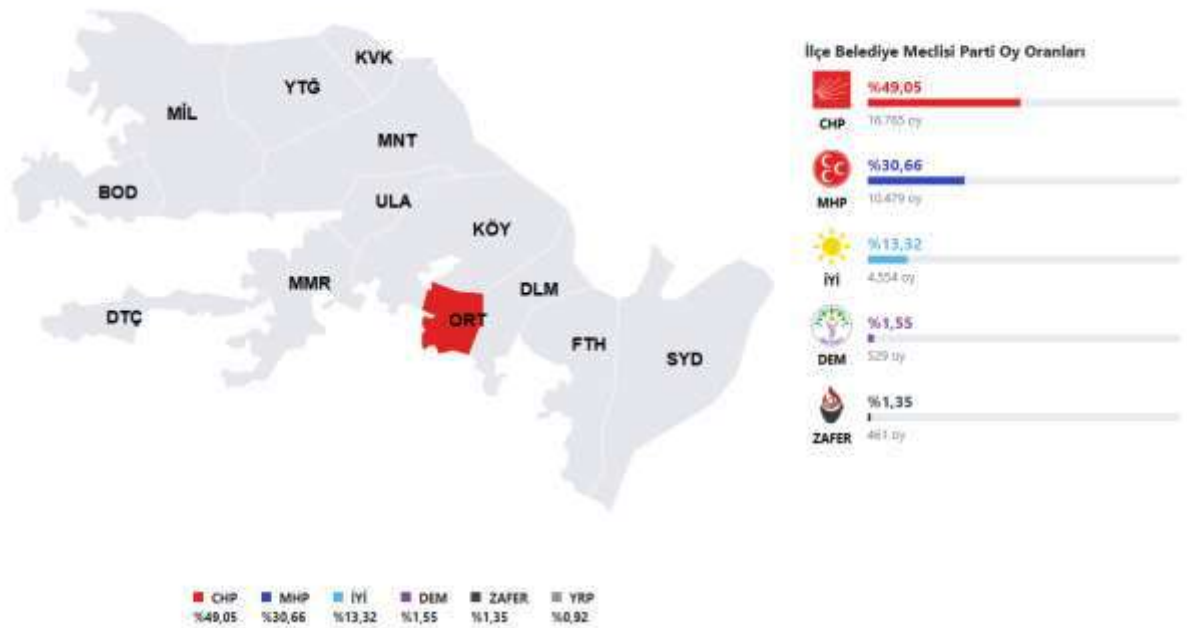 KVK
YTĞ
MİL
MNT
BOD
ULA
KÖY
MMR
DLM
DTÇ
ORT
FTH
SYD
İlçe Belediye Meclisi Parti Oy Oranları
%49,05
CHP
16.765 oy
%30,66
MHP
10.479 oy
%13,32
İYİ
4.554 oy
%1,55
DEM
529 oy
%1,35
ZAFER
461 oy
CHP MHP İYİ DEM ZAFER YRP
%49,05 %30,66 %13,32 %1,55 %1,35 %0,92